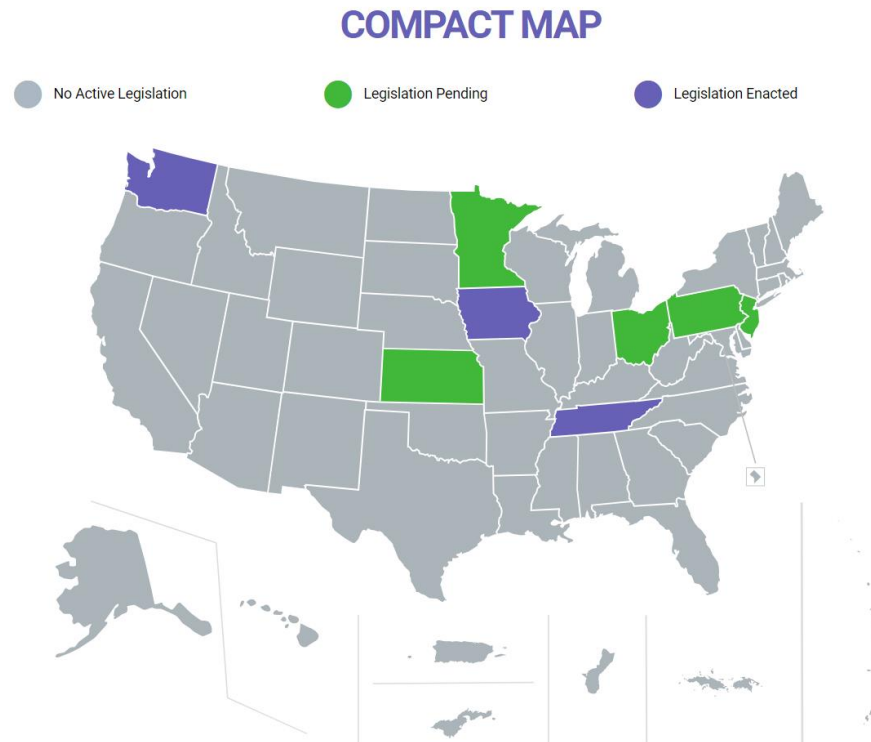 COMPACT MAP
No Active Legislation
Legislation Pending
Legislation Enacted